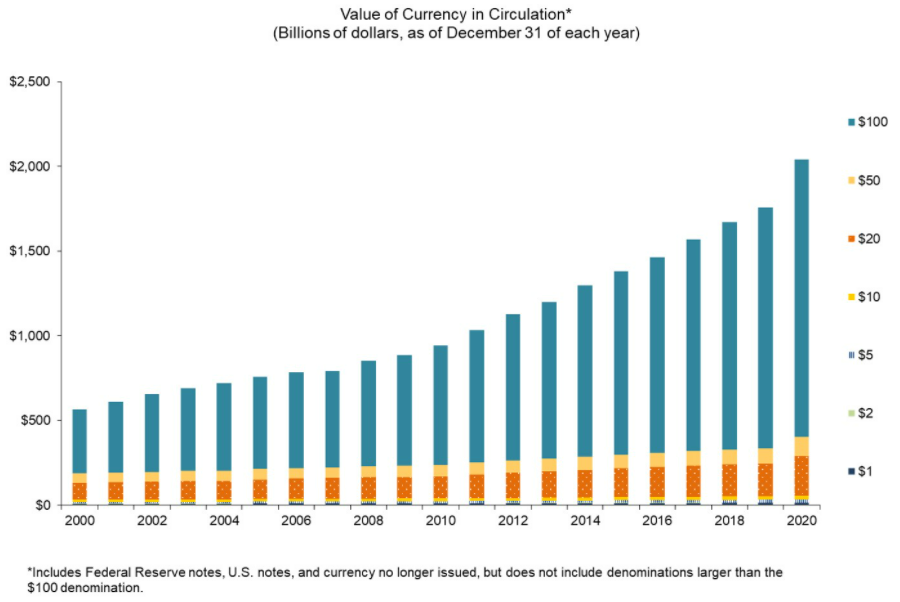 Value of Currency in Circulation*
(Billions of dollars, as of December 31 of each year)
$2,500
$2,000
$1,500
$1,000
$500
$0
2000 2002 2004 2006 2008 2010 2012 2014 2016 2018 2020
$100
$50
$20
$10
$5
$2
$1
*Includes Federal Reserve notes, U.S. notes, and currency no longer issued, but does not include denominations larger than the
$100 denomination.